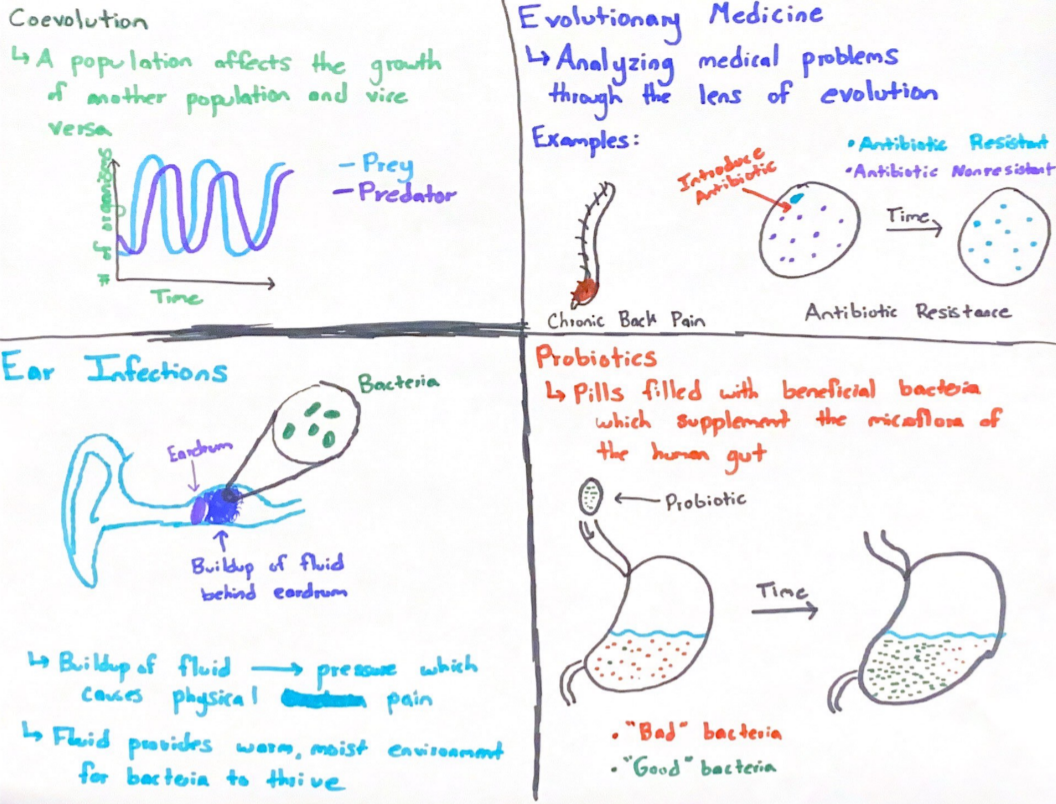 Coevolution
↳ A population affects the growth
of another population and vice
versa
# of organisms
Time
– Prey
– Predator
Evolutionary Medicine
↳ Analyzing medical problems
through the lens of evolution
Examples:
• Antibiotic Resistant
• Antibiotic Nonresistant
Introduce
Antibiotic
Time
Chronic Back Pain
Antibiotic Resistance
Ear Infections
Bacteria
Eardrum
Buildup of fluid
behind eardrum
↳ Buildup of fluid → pressure which
causes physical pain
↳ Fluid provides warm, moist environment
for bacteria to thrive
Probiotics
↳ Pills filled with beneficial bacteria
which supplement the micoflora of
the human gut
Probiotic
Time
• "Bad" bacteria
• "Good" bacteria